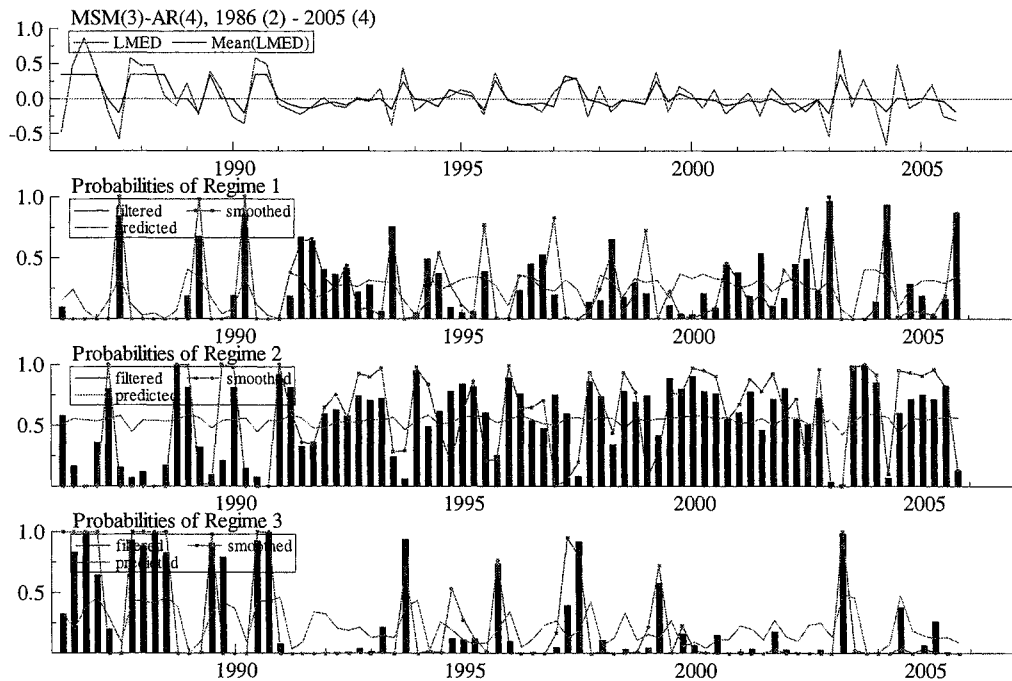 MSM(3)-AR(4), 1986 (2) - 2005 (4)
LMED Mean(LMED)
1.0
0.5
0.0
-0.5
1990 1995 2000 2005
Probabilities of Regime 1
filtered smoothed
predicted
1.0
0.5
1990 1995 2000 2005
Probabilities of Regime 2
filtered smoothed
predicted
1.0
0.5
1990 1995 2000 2005
Probabilities of Regime 3
filtered smoothed
predicted
1.0
0.5
1990 1995 2000 2005